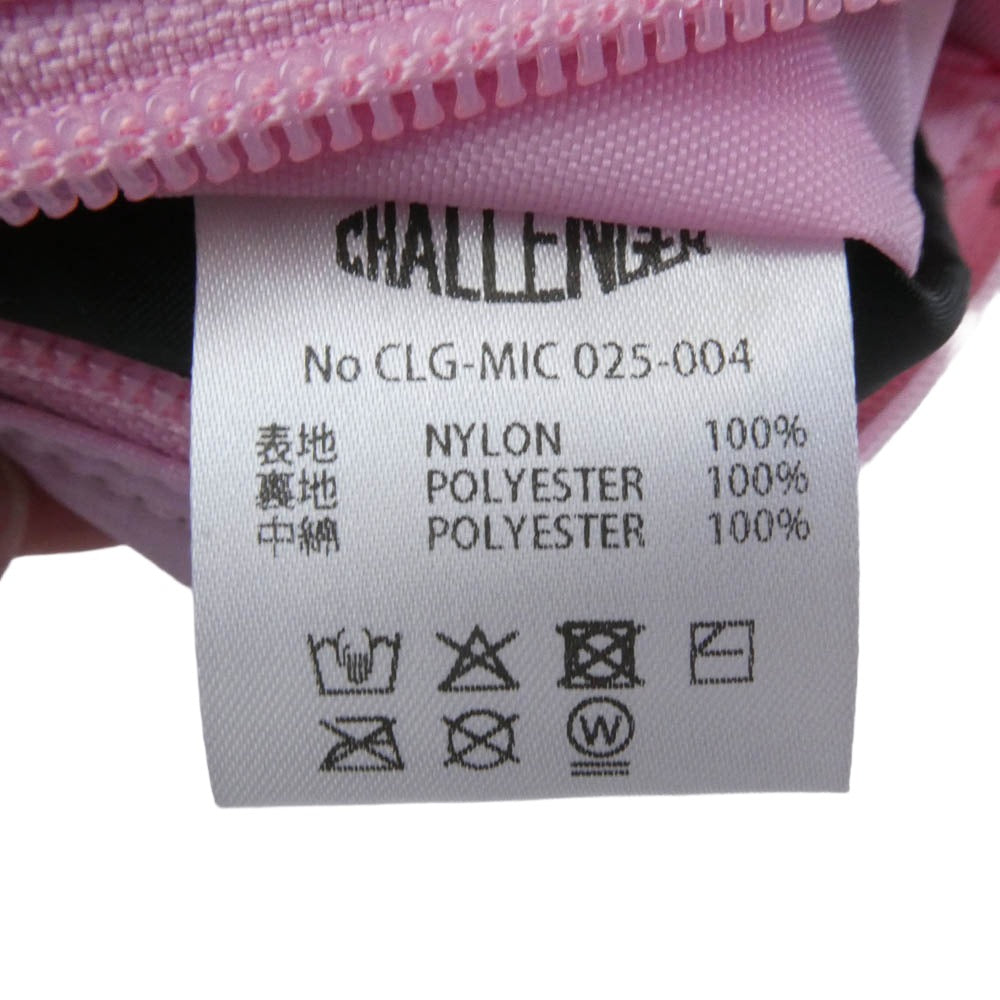 CHALLENGER
No CLG-MIC 025-004
表地 NYLON 100%
裏地 POLYESTER 100%
中綿 POLYESTER 100%
W